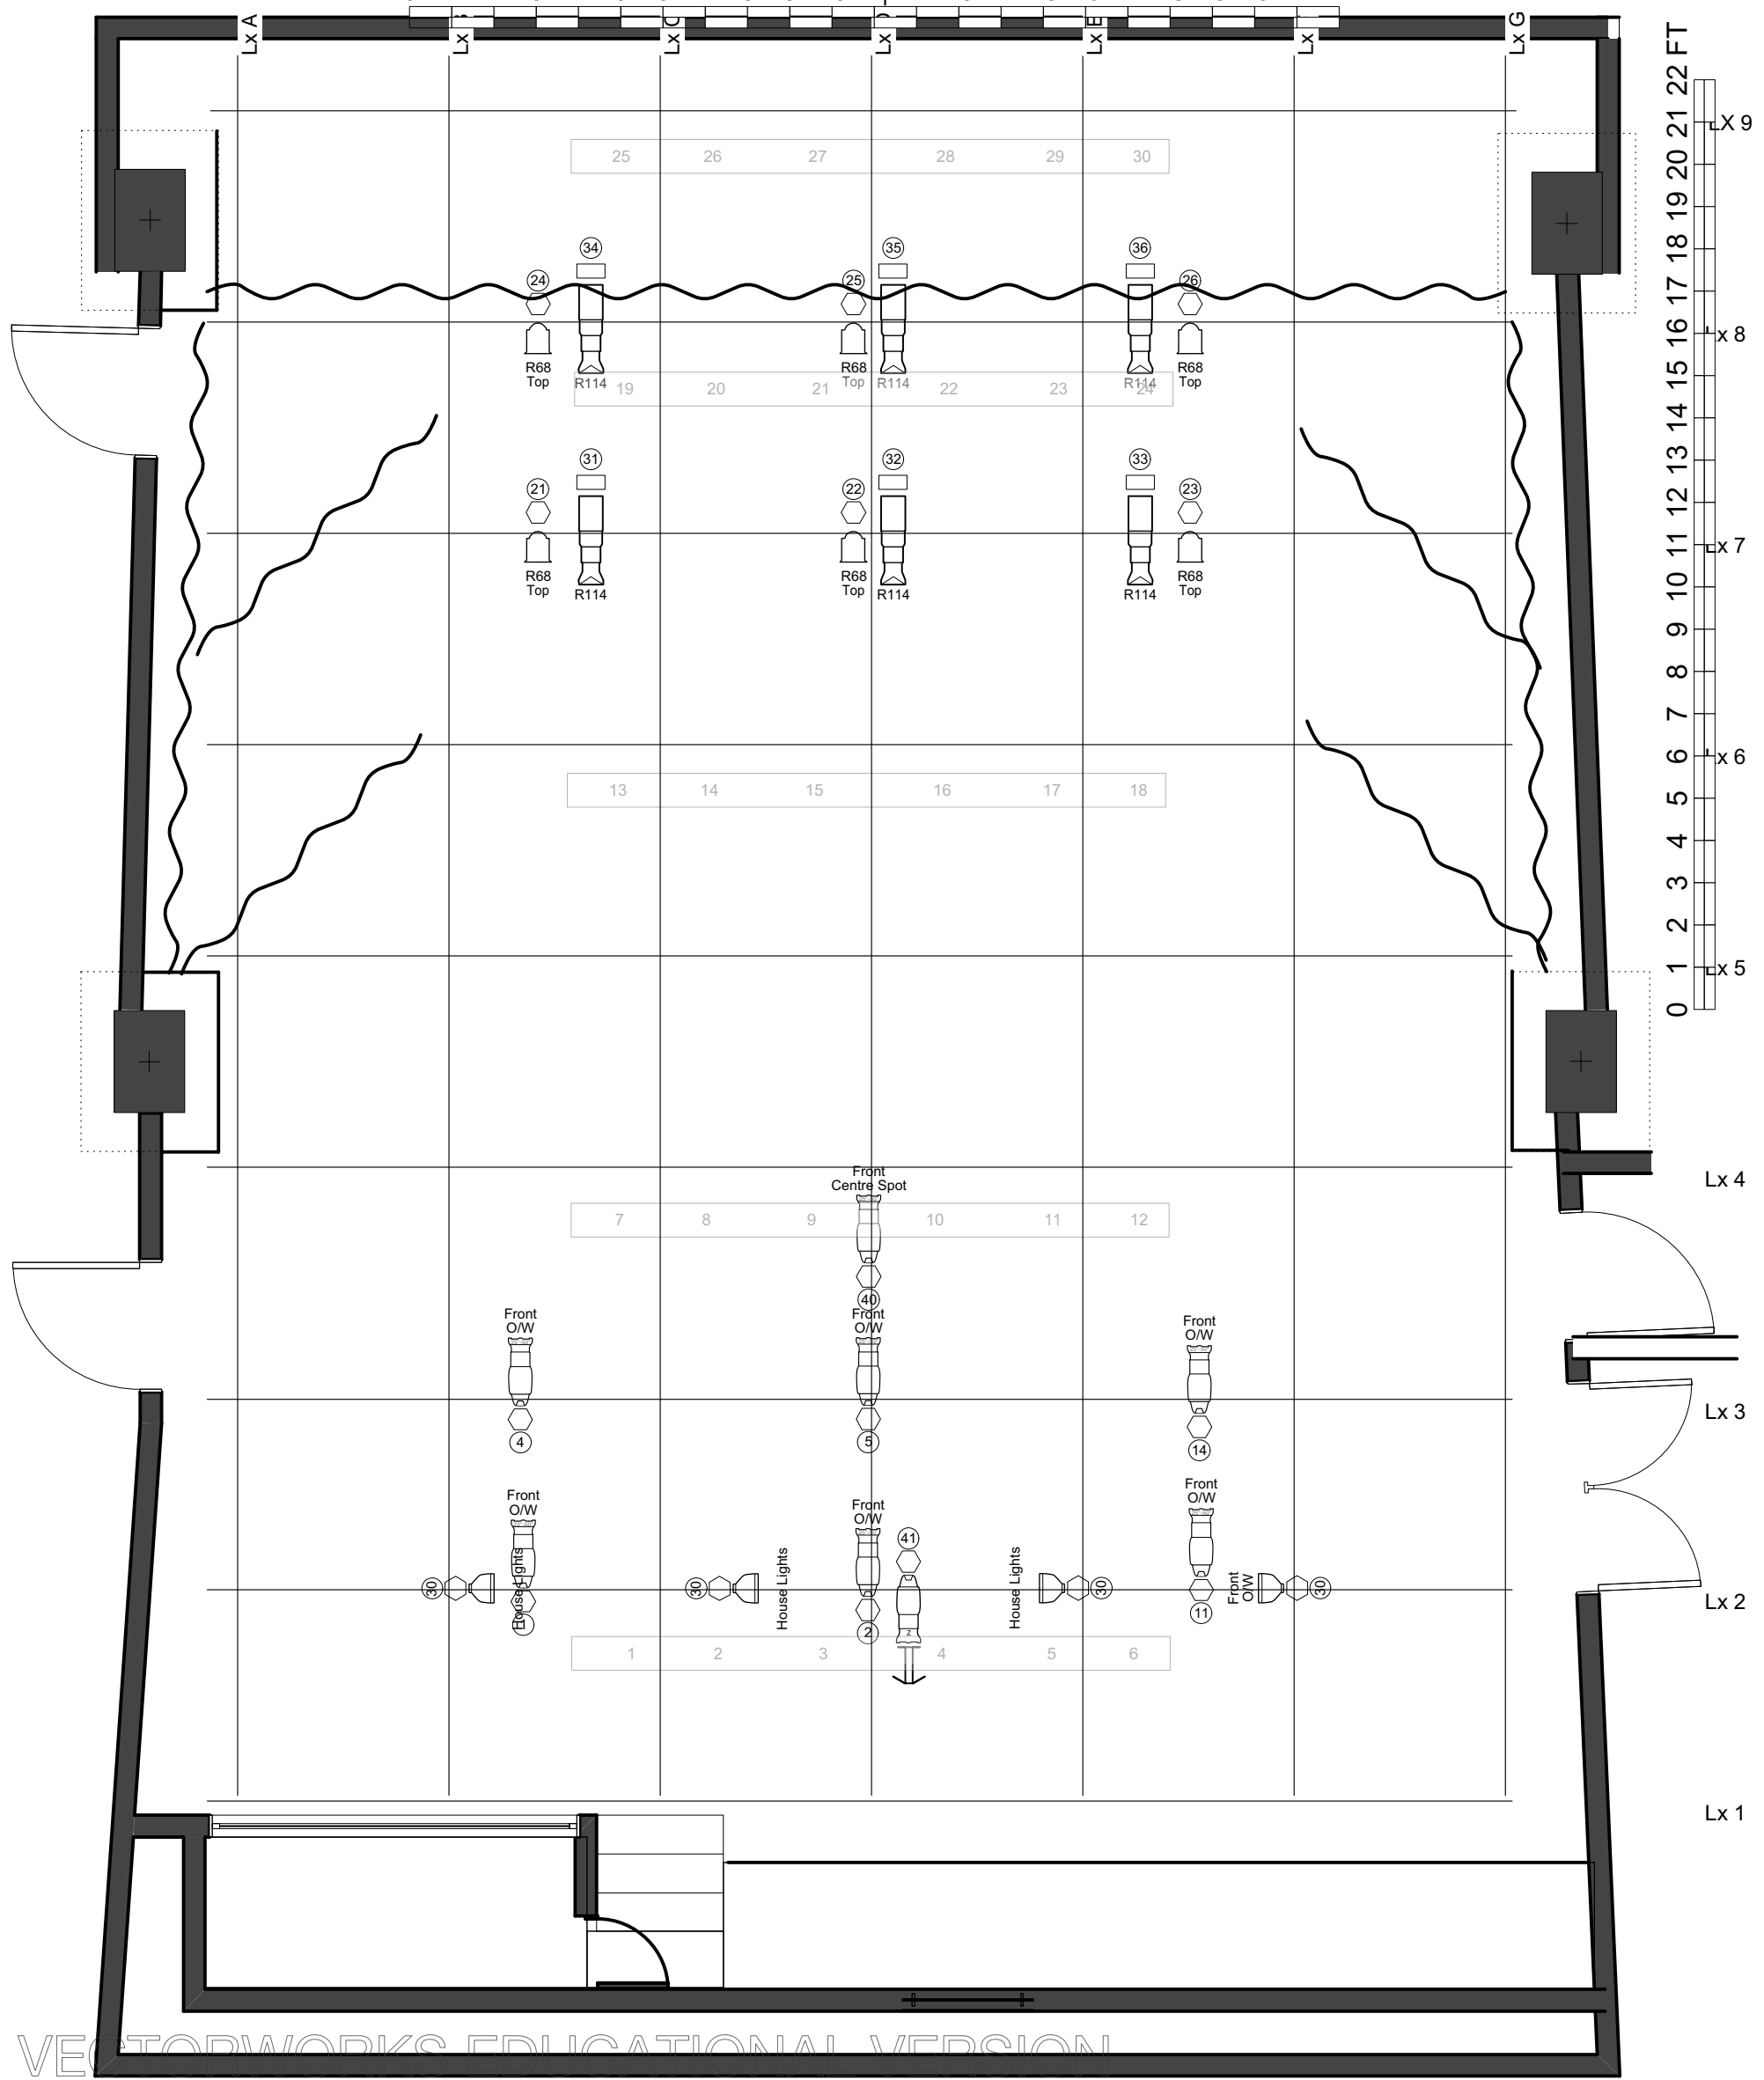 Lx A
Lx C
Lx E
Lx G
22 FT
21
LX 9
25 26 27 28 29 30
20
19
34 35 36
18
24 25 26
17
16
Lx 8
R68 R68 R68
Top R114 Top R114 R114 Top
15
19 20 21 22 23 24
14
31 32 33
13
21 22 23
12
11
Lx 7
R68 R68 R68
Top R114 Top R114 R114 Top
10
9
8
7
6
Lx 6
13 14 15 16 17 18
5
4
3
2
1
Lx 5
0
Front
Centre Spot
Lx 4
7 8 9 10 11 12
40
Front
O/W
Front
O/W
Front
O/W
Lx 3
4 5 14
Front
O/W
Front
O/W
Front
O/W
41
30
House Lights
30
House Lights
House Lights
30
Front
O/W
30
Lx 2
1 2 11
z
1 2 3 4 5 6
Lx 1
VECTORWORKS EDUCATIONAL VERSION